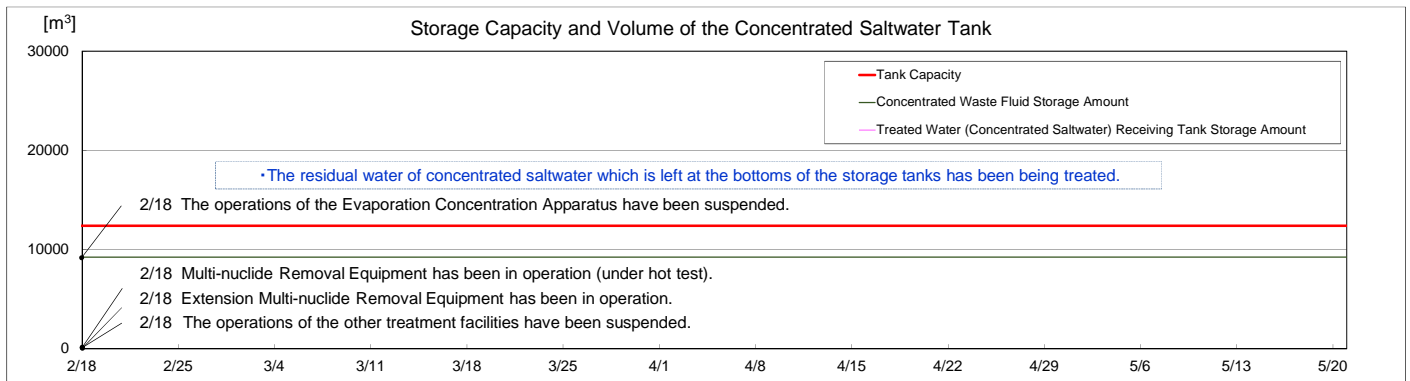 [m³]
Storage Capacity and Volume of the Concentrated Saltwater Tank
30000
Tank Capacity
Concentrated Waste Fluid Storage Amount
Treated Water (Concentrated Saltwater) Receiving Tank Storage Amount
20000
・The residual water of concentrated saltwater which is left at the bottoms of the storage tanks has been being treated.
2/18 The operations of the Evaporation Concentration Apparatus have been suspended.
10000
2/18 Multi-nuclide Removal Equipment has been in operation (under hot test).
2/18 Extension Multi-nuclide Removal Equipment has been in operation.
2/18 The operations of the other treatment facilities have been suspended.
0
2/18 2/25 3/4 3/11 3/18 3/25 4/1 4/8 4/15 4/22 4/29 5/6 5/13 5/20